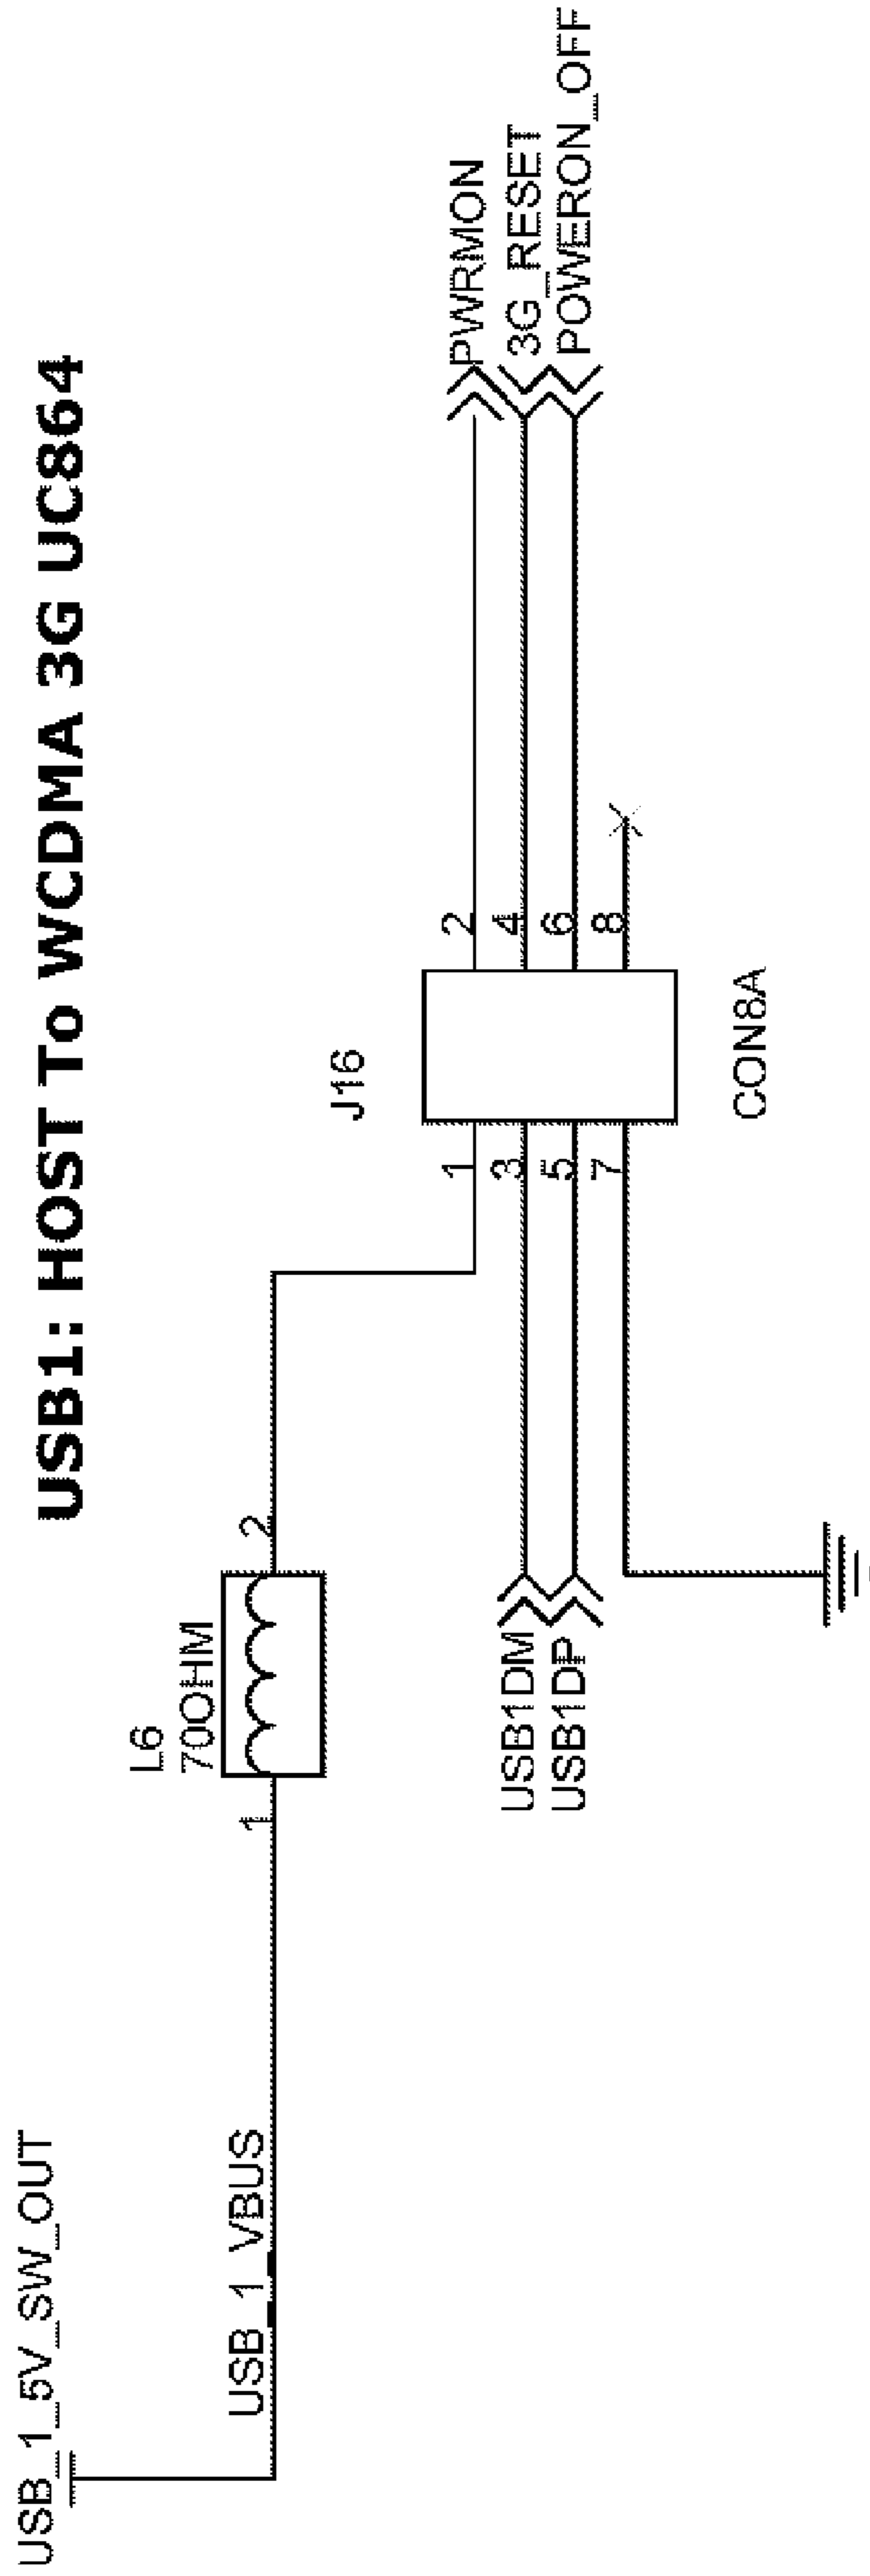 USB1: HOST To WCDMA 3G UC864
USB_1_5V_SW_OUT
USB_1_VBUS
1
L6
70OHM
2
J16
1
2
PWRMON
USB1DM
3
4
3G_RESET
USB1DP
5
6
POWERON_OFF
7
8
CON8A